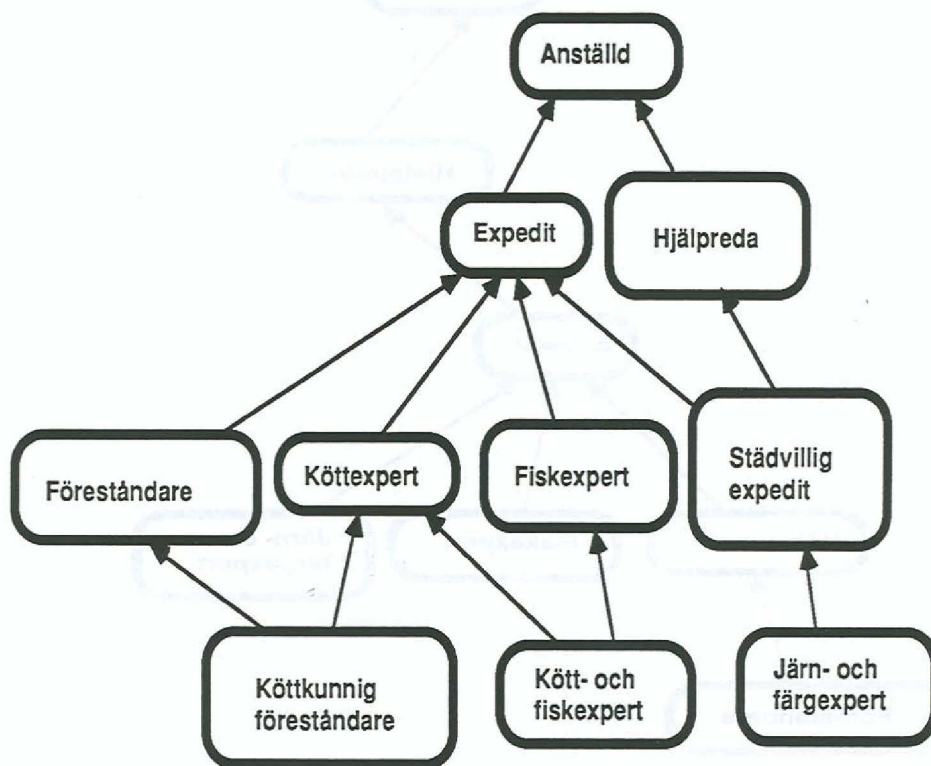 Anställd
Expedit
Hjälpreda
Föreståndare
Köttexpert
Fiskexpert
Städvillig
expedit
Köttkunnig
föreståndare
Kött- och
fiskexpert
Järn- och
färgexpert